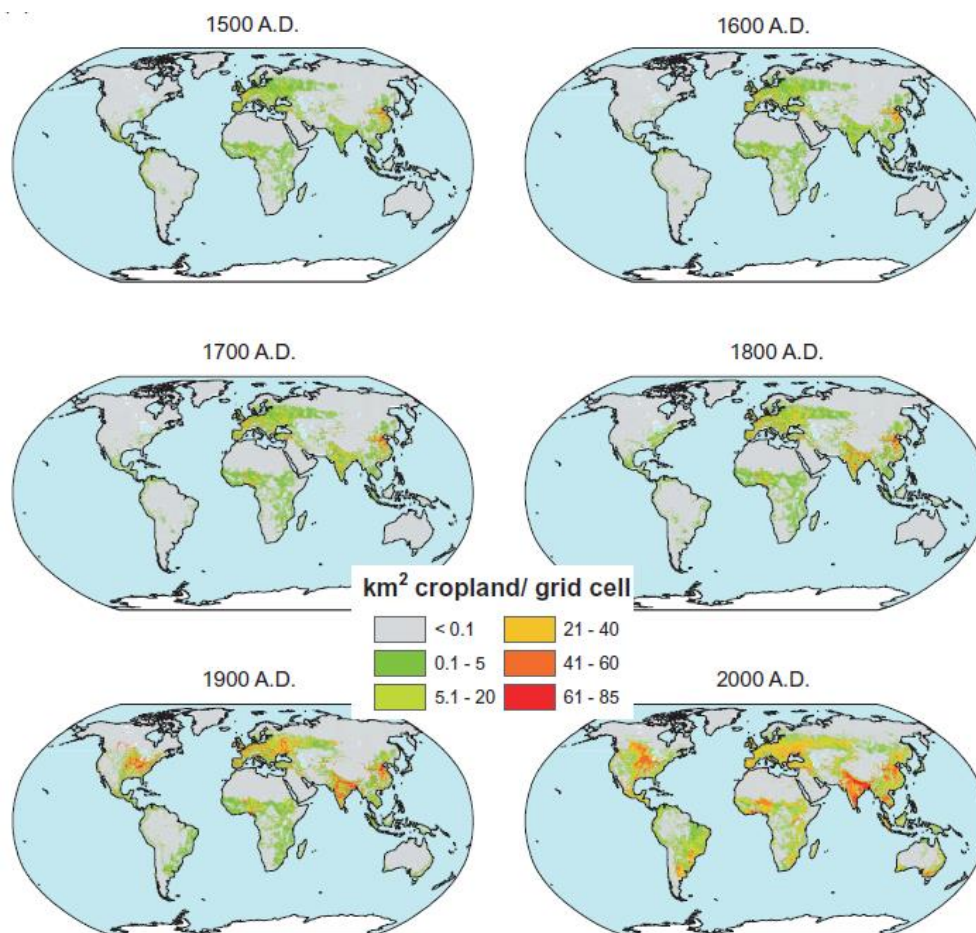 1500 A.D.
1600 A.D.
1700 A.D.
1800 A.D.
km² cropland/ grid cell
< 0.1
21 - 40
0.1 - 5
41 - 60
5.1 - 20
61 - 85
1900 A.D.
2000 A.D.